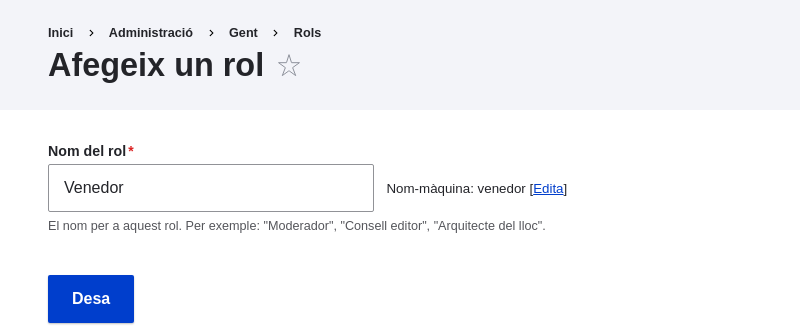 Inici › Administració › Gent › Rols
Afegeix un rol ☆
Nom del rol*
Venedor
Nom-màquina: venedor [Edita]
El nom per a aquest rol. Per exemple: "Moderador", "Consell editor", "Arquitecte del lloc".
Desa